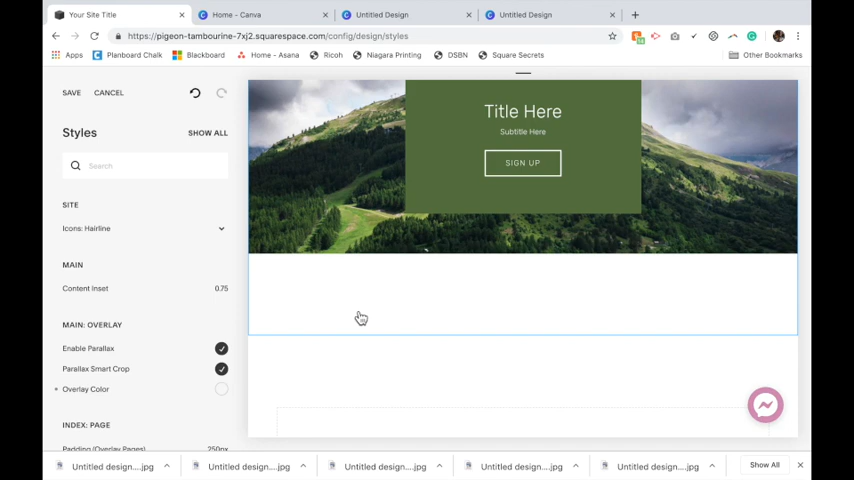 Your Site Title
Home - Canva
Untitled Design
Untitled Design
https://pigeon-tambourine-7xj2.squarespace.com/config/design/styles
Apps
Planboard Chalk
Blackboard
Home - Asana
Ricoh
Niagara Printing
DSBN
Square Secrets
Other Bookmarks
SAVE
CANCEL
Styles
SHOW ALL
Search
SITE
Icons: Hairline
MAIN
Content Inset
0.75
MAIN: OVERLAY
Enable Parallax
Parallax Smart Crop
Overlay Color
INDEX: PAGE
Padding (Overlay Pages)
250px
Title Here
Subtitle Here
SIGN UP
Untitled design....jpg
Untitled design....jpg
Untitled design....jpg
Untitled design....jpg
Untitled design....jpg
Show All